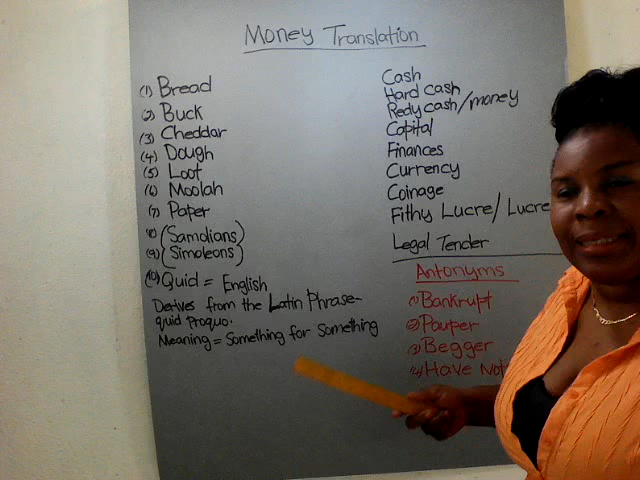 Money Translation
(1) Bread
(2) Buck
(3) Cheddar
(4) Dough
(5) Loot
(6) Moolah
(7) Paper
(8) (Samolians)
(9) (Simoleons)
(10) Quid = English
Derives from the Latin Phrase-
quid Proquo.
Meaning = Something for Something
Cash
Hard cash
Redy cash/money
Capital
Finances
Currency
Coinage
Filthy Lucre/Lucre
Legal Tender
Antonyms
(1) Bankrupt
(2) Pauper
(3) Begger
(4) Have Not